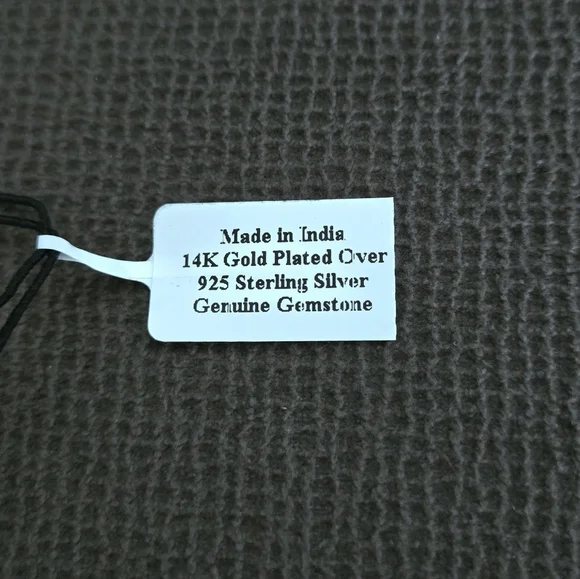 Made in India
14K Gold Plated Over
925 Sterling Silver
Genuine Gemstone